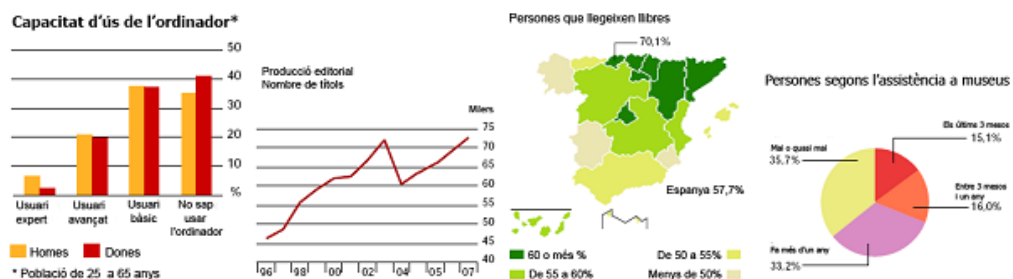 Capacitat d'ús de l'ordinador*
50
40
30
20
10
%
Usuari
expert
Usuari
avançat
Usuari
bàsic
No sap
usar
l'ordinador
Homes
Dones
* Població de 25 a 65 anys
Producció editorial
Nombre de títols
Milers
75
70
65
60
55
50
45
40
96
98
00
02
04
05
07
Persones que llegeixen llibres
70,1%
Espanya 57,7%
60 o més %
De 50 a 55%
De 55 a 60%
Menys de 50%
Persones segons l'assistència a museus
Els últims 3 mesos
15,1%
Mai o quasi mai
35,7%
Entre 3 mesos
i un any
16,0%
Fa més d'un any
33,2%